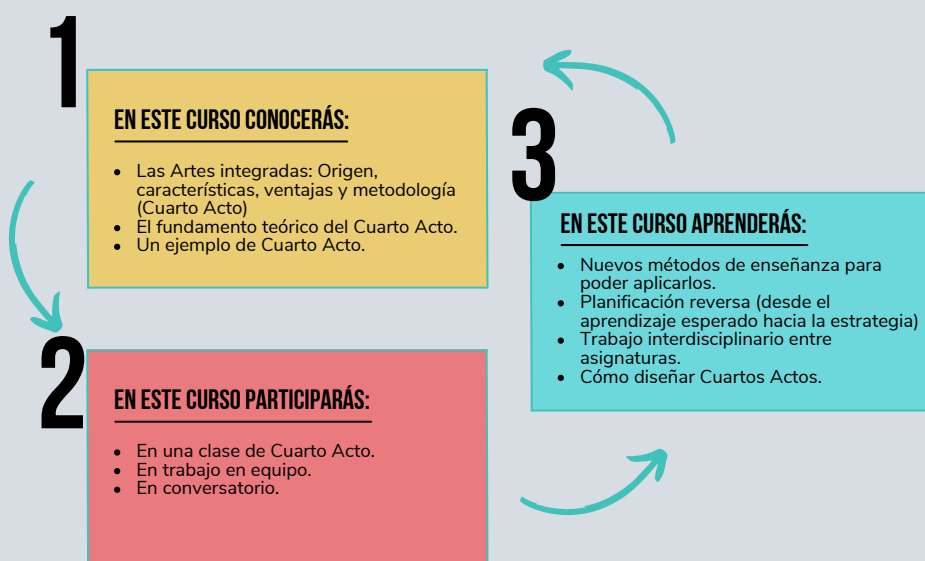 1
EN ESTE CURSO CONOCERÁS:
• Las Artes integradas: Origen,
características, ventajas y metodología
(Cuarto Acto)
• El fundamento teórico del Cuarto Acto.
• Un ejemplo de Cuarto Acto.
2
EN ESTE CURSO PARTICIPARÁS:
• En una clase de Cuarto Acto.
• En trabajo en equipo.
• En conversatorio.
3
EN ESTE CURSO APRENDERÁS:
• Nuevos métodos de enseñanza para
poder aplicarlos.
• Planificación reversa (desde el
aprendizaje esperado hacia la estrategia)
• Trabajo interdisciplinario entre
asignaturas.
• Cómo diseñar Cuartos Actos.